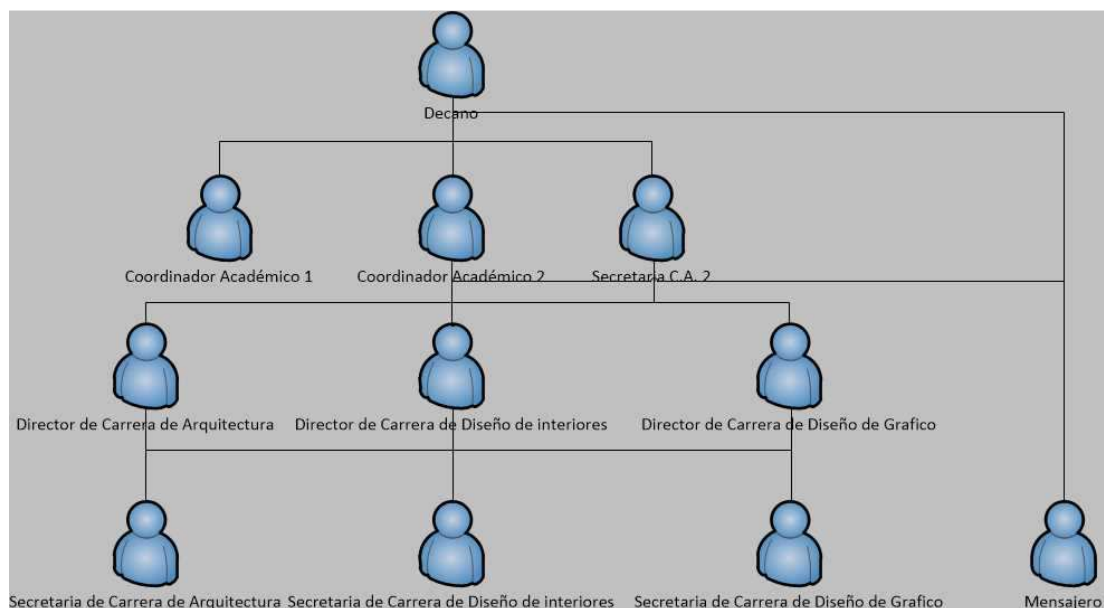 Decano
Coordinador Académico 1
Coordinador Académico 2
Secretaria C.A. 2
Director de Carrera de Arquitectura
Director de Carrera de Diseño de interiores
Director de Carrera de Diseño de Grafico
Secretaria de Carrera de Arquitectura
Secretaria de Carrera de Diseño de interiores
Secretaria de Carrera de Diseño de Grafico
Mensajero